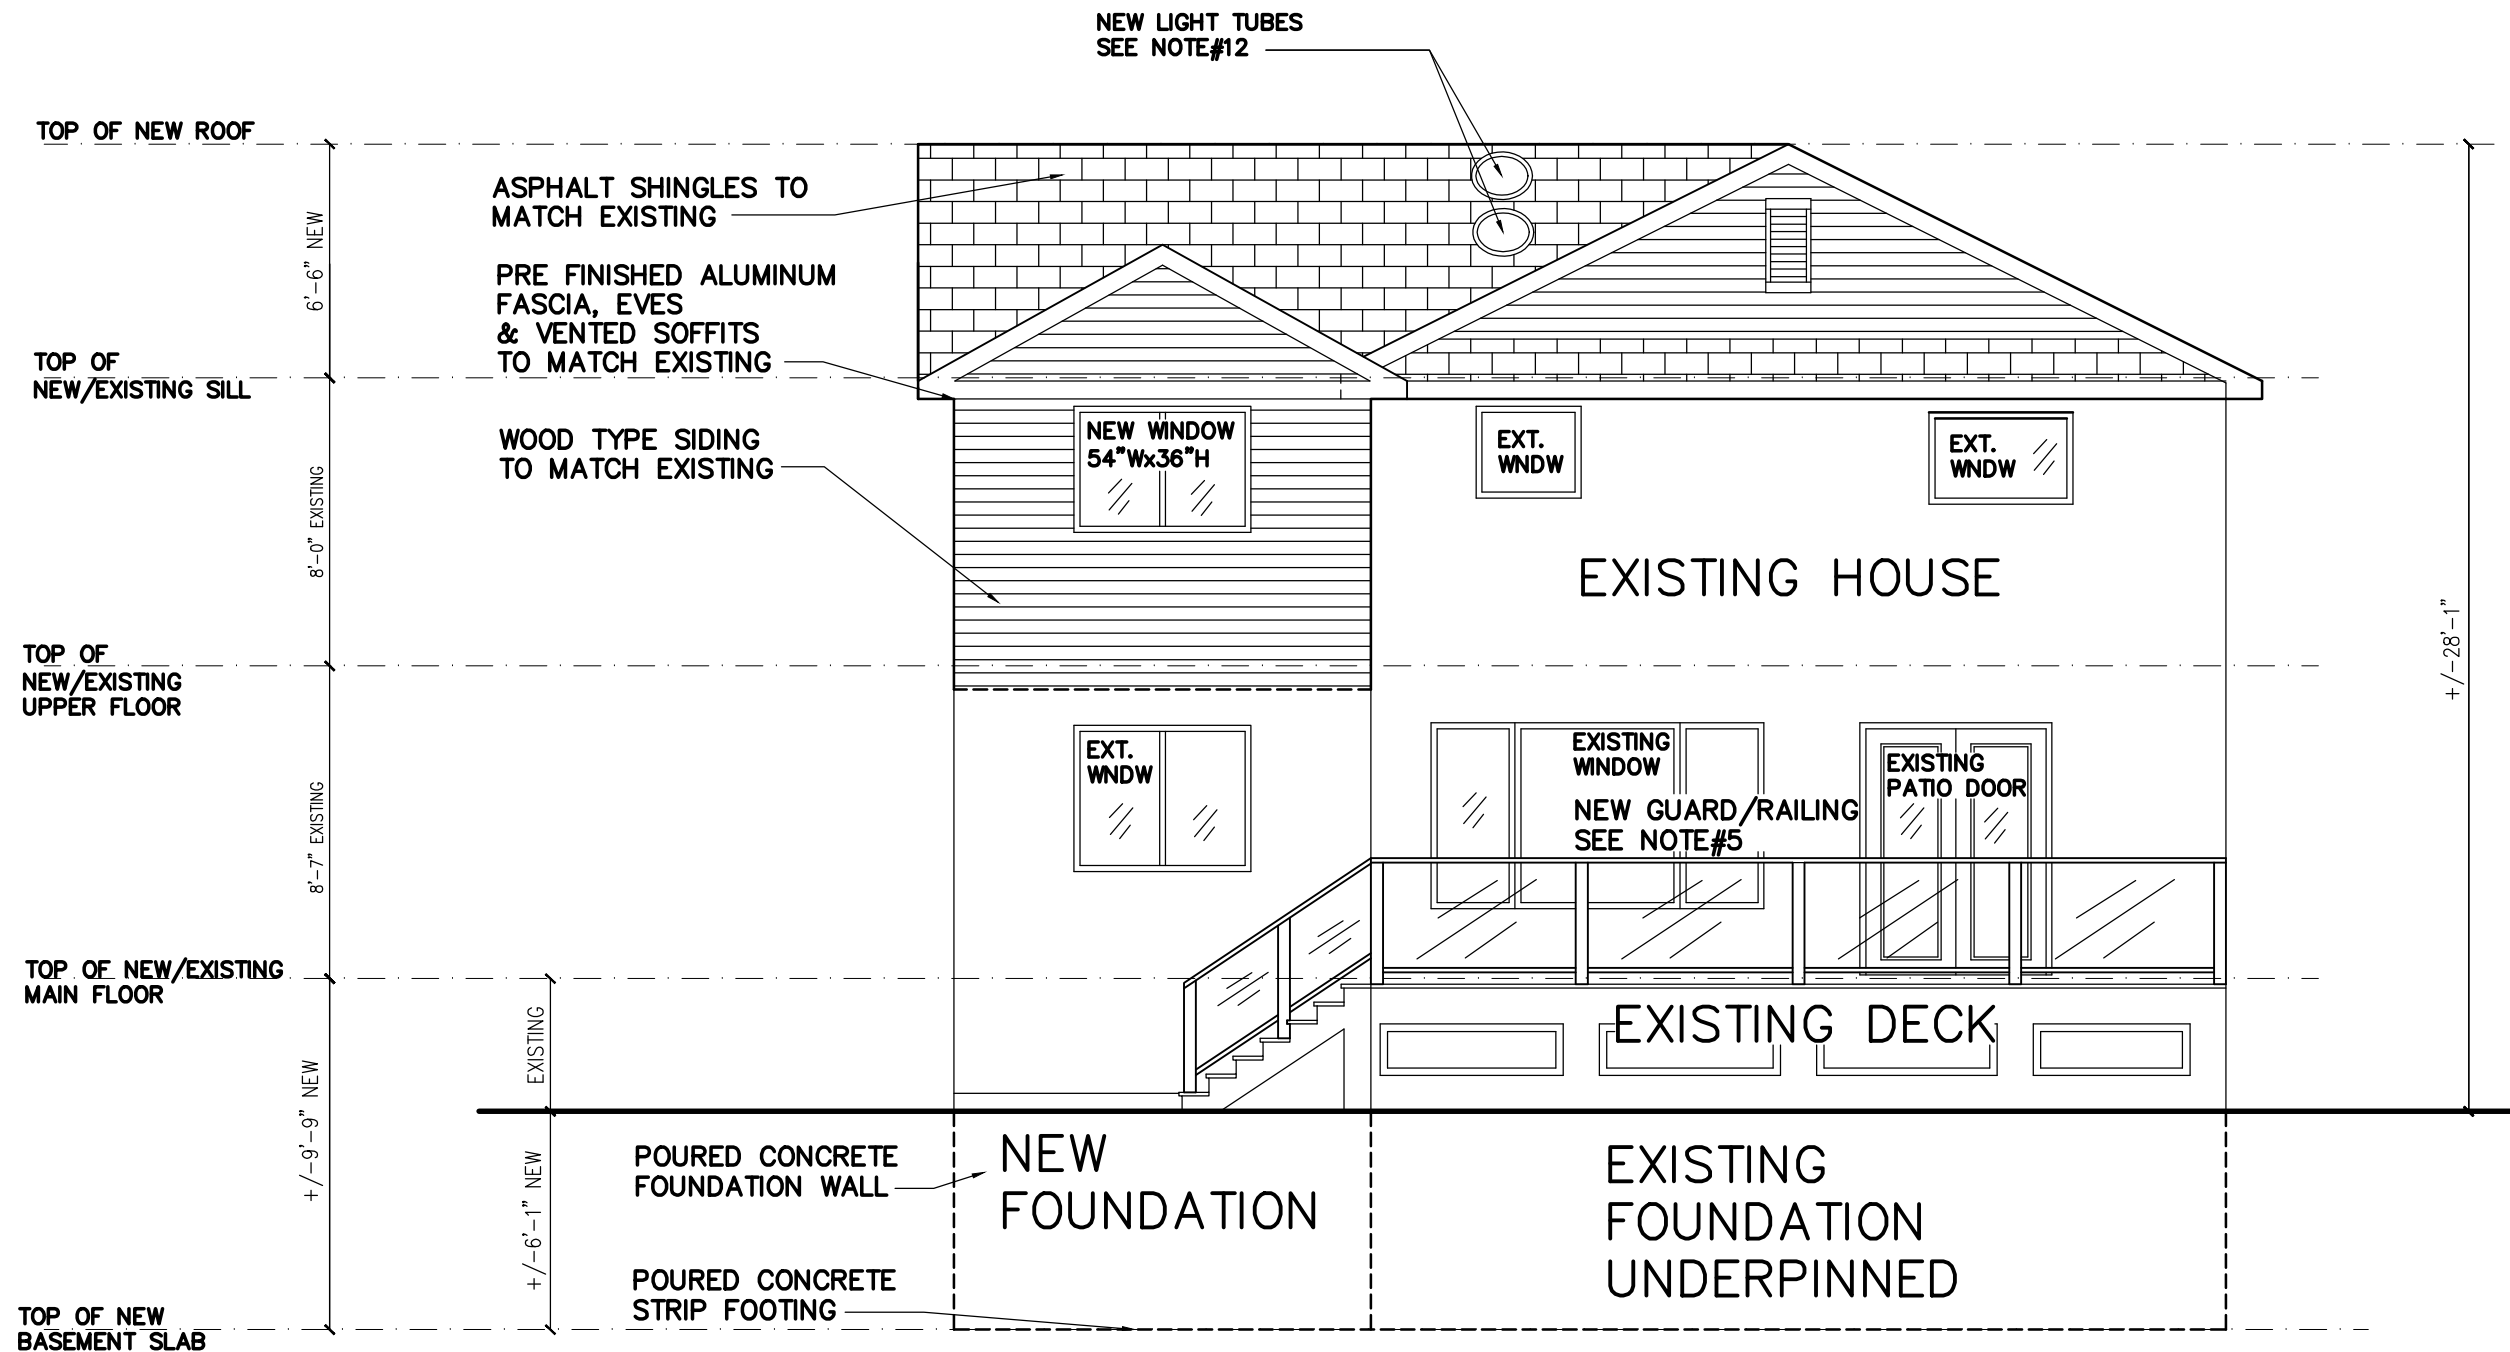 NEW LIGHT TUBES
SEE NOTE#12
TOP OF NEW ROOF
ASPHALT SHINGLES TO
MATCH EXISTING
6'-6" NEW
PRE FINISHED ALUMINUM
FASCIA, EVES
& VENTED SOFFITS
TO MATCH EXISTING
TOP OF
NEW/EXISTING SILL
WOOD TYPE SIDING
TO MATCH EXISTING
NEW WINDOW
54"Wx36"H
EXT.
WNDW
EXT.
WNDW
8'-0" EXISTING
EXISTING HOUSE
+/-28'-1"
TOP OF
NEW/EXISTING
UPPER FLOOR
EXT.
WNDW
EXISTING
WINDOW
EXISTING
PATIO DOOR
NEW GUARD/RAILING
SEE NOTE#5
8'-7" EXISTING
TOP OF NEW/EXISTING
MAIN FLOOR
EXISTING
EXISTING DECK
+/-9'-9" NEW
+/-6'-1" NEW
POURED CONCRETE
FOUNDATION WALL
NEW
FOUNDATION
EXISTING
FOUNDATION
UNDERPINNED
POURED CONCRETE
STRIP FOOTING
TOP OF NEW
BASEMENT SLAB